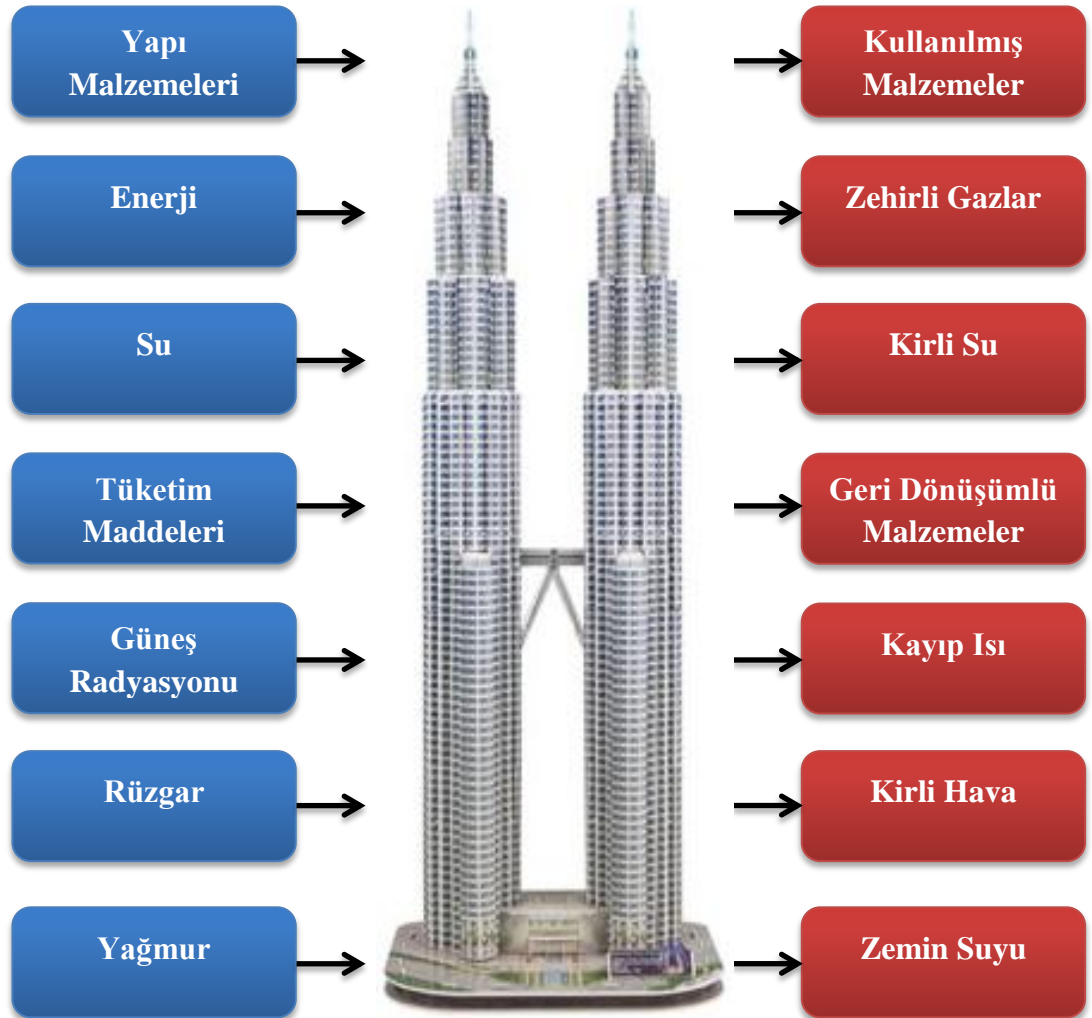 Yapı
Malzemeleri
Kullanılmış
Malzemeler
Enerji
Zehirli Gazlar
Su
Kirli Su
Tüketim
Maddeleri
Geri Dönüşümlü
Malzemeler
Güneş
Radyasyonu
Kayıp Isı
Rüzgar
Kirli Hava
Yağmur
Zemin Suyu